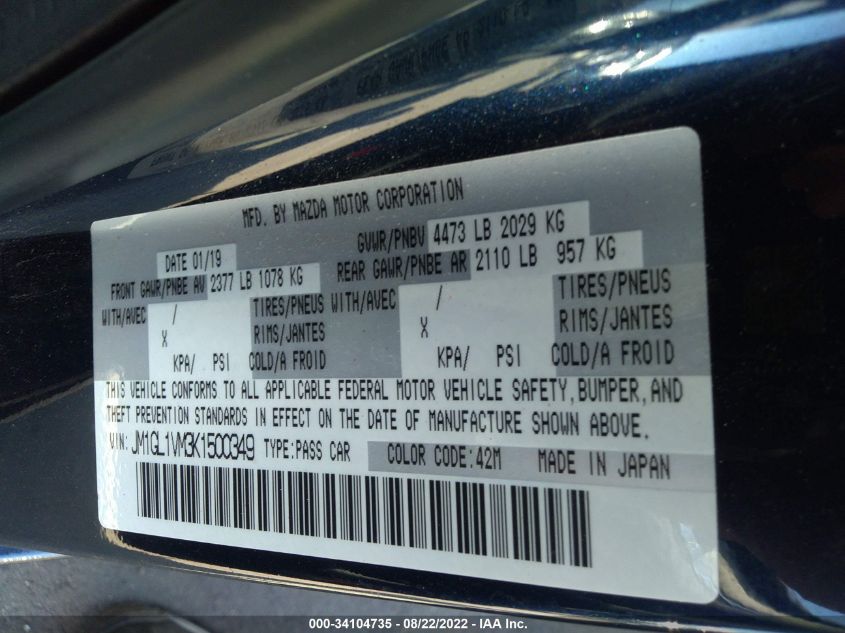 MFD. BY MAZDA MOTOR CORPORATION
DATE 01/19 GVWR/PNBV 4473 LB 2029 KG
FRONT GAWR/PNBE AV 2377 LB 1078 KG REAR GAWR/PNBE AR 2110 LB 957 KG
WITH/AVEC / TIRES/PNEUS WITH/AVEC / TIRES/PNEUS
X RIMS/JANTES X RIMS/JANTES
KPA/ PSI COLD/A FROID KPA/ PSI COLD/A FROID
THIS VEHICLE CONFORMS TO ALL APPLICABLE FEDERAL MOTOR VEHICLE SAFETY, BUMPER, AND
THEFT PREVENTION STANDARDS IN EFFECT ON THE DATE OF MANUFACTURE SHOWN ABOVE.
VIN: JM1GL1VM3K1500349 TYPE:PASS CAR COLOR CODE:42M MADE IN JAPAN
000-34104735 - 08/22/2022 - IAA Inc.